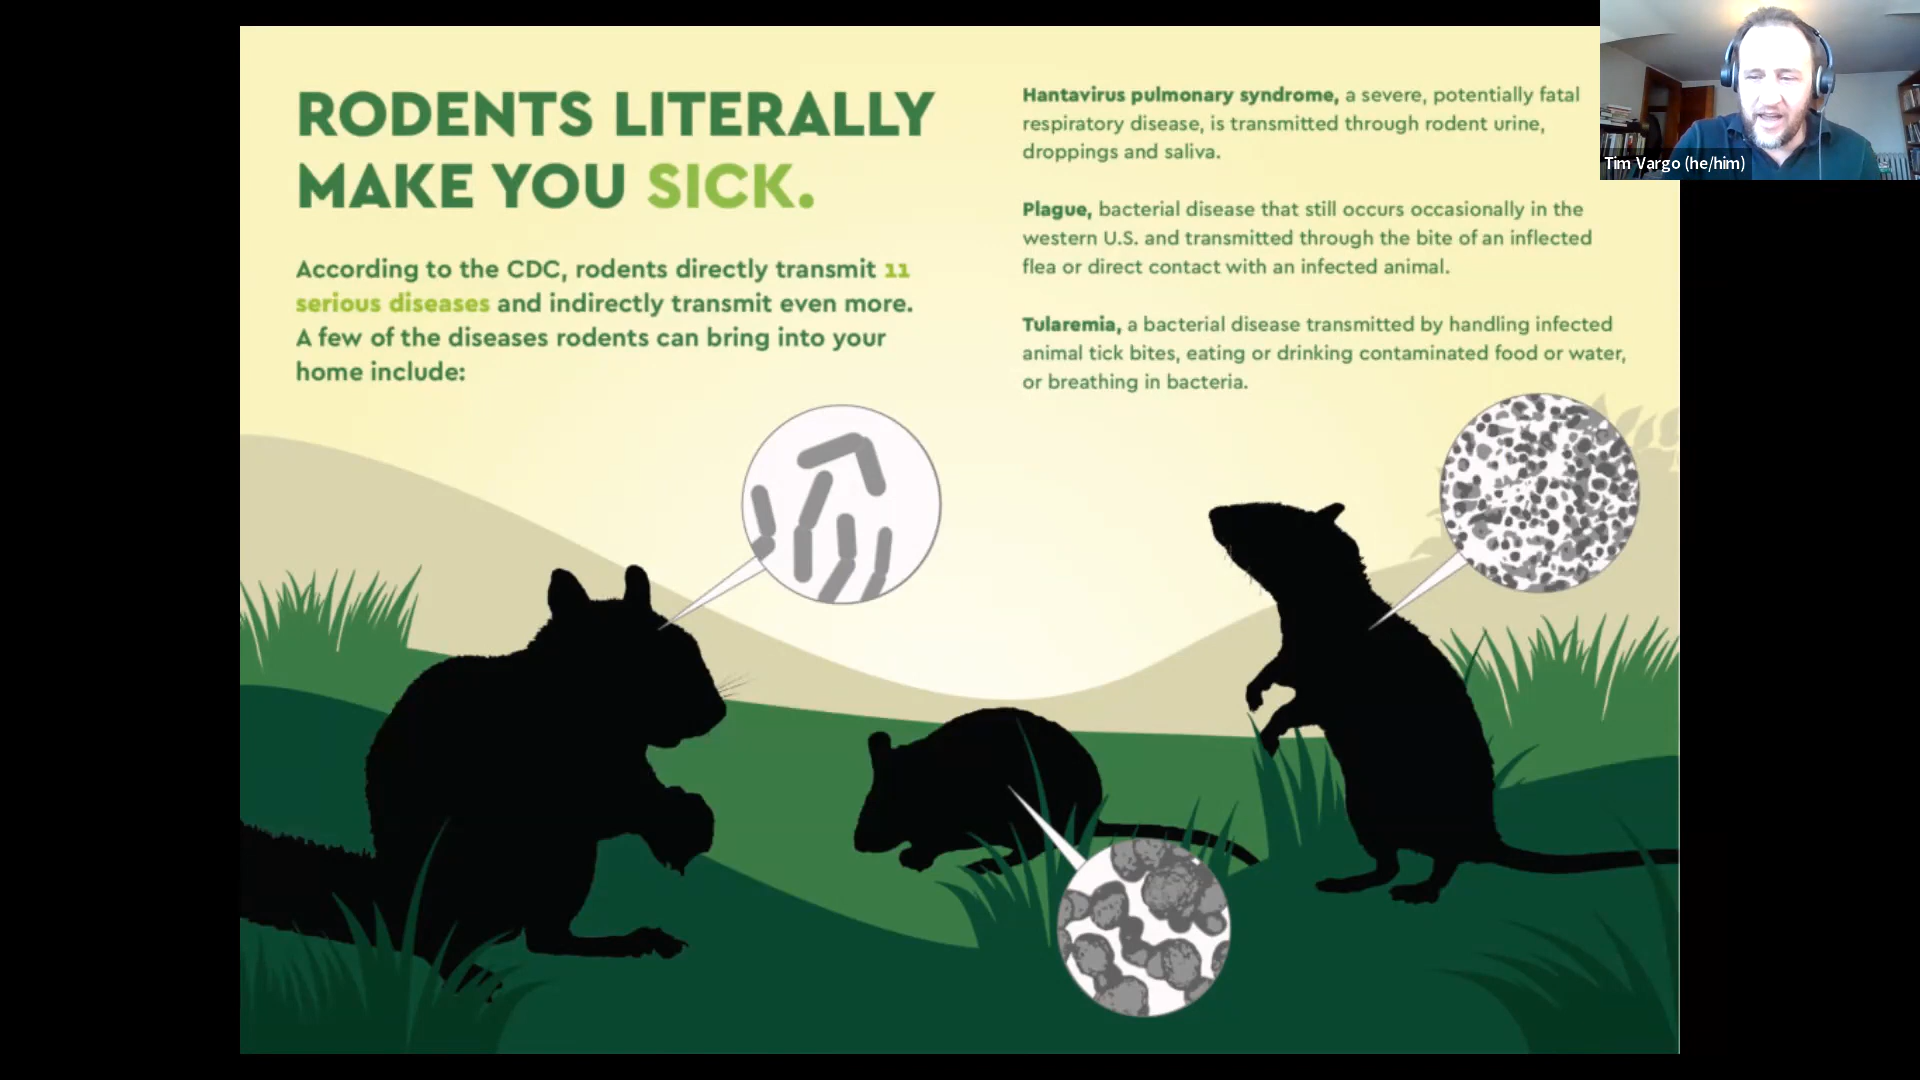 RODENTS LITERALLY
MAKE YOU SICK.
According to the CDC, rodents directly transmit 11
serious diseases and indirectly transmit even more.
A few of the diseases rodents can bring into your
home include:
Hantavirus pulmonary syndrome, a severe, potentially fatal
respiratory disease, is transmitted through rodent urine,
droppings and saliva.
Plague, bacterial disease that still occurs occasionally in the
western U.S. and transmitted through the bite of an inflected
flea or direct contact with an infected animal.
Tularemia, a bacterial disease transmitted by handling infected
animal tick bites, eating or drinking contaminated food or water,
or breathing in bacteria.
Tim Vargo (he/him)